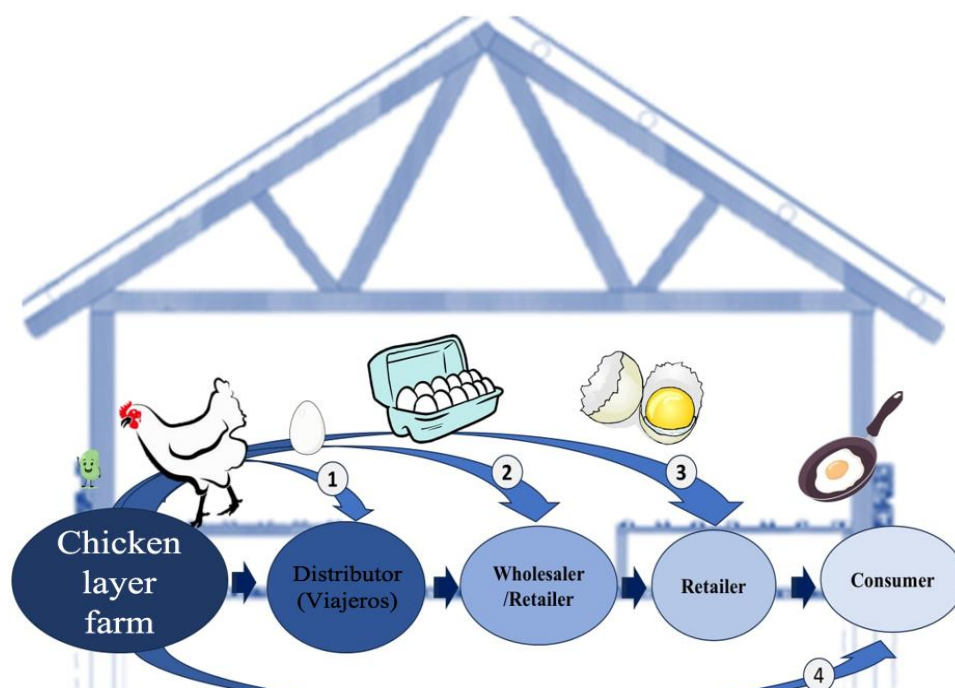 1
2
3
Chicken
layer
farm
Distributor
(Viajeros)
Wholesaler
/Retailer
Retailer
Consumer
4